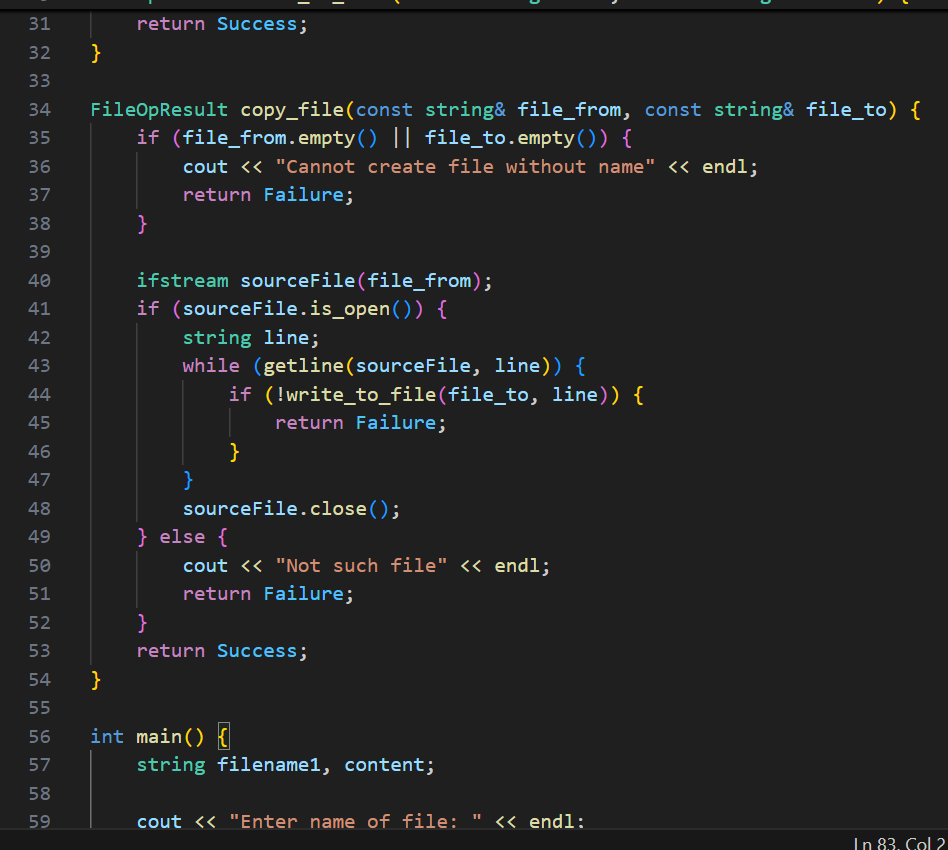 31 return Success;
32 }
33
34 FileOpResult copy_file(const string& file_from, const string& file_to) {
35 if (file_from.empty() || file_to.empty()) {
36 cout << "Cannot create file without name" << endl;
37 return Failure;
38 }
39
40 ifstream sourceFile(file_from);
41 if (sourceFile.is_open()) {
42 string line;
43 while (getline(sourceFile, line)) {
44 if (!write_to_file(file_to, line)) {
45 return Failure;
46 }
47 }
48 sourceFile.close();
49 } else {
50 cout << "Not such file" << endl;
51 return Failure;
52 }
53 return Success;
54 }
55
56 int main() {
57 string filename1, content;
58
59 cout << "Enter name of file: " << endl;
Ln 83, Col 2